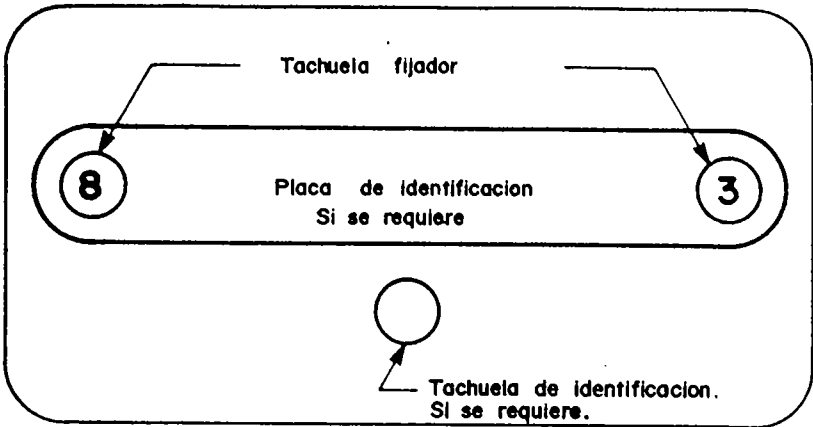 Tachuela fijador
8
Placa de identificacion
Si se requiere
3
Tachuela de identificacion.
Si se requiere.